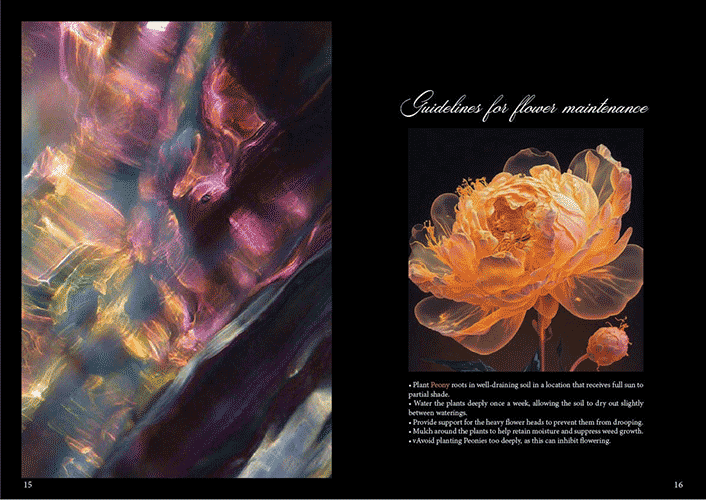 Guidelines for flower maintenance
• Plant Peony roots in well-draining soil in a location that receives full sun to
partial shade.
• Water the plants deeply once a week, allowing the soil to dry out slightly
between waterings.
• Provide support for the heavy flower heads to prevent them from drooping.
• Mulch around the plants to help retain moisture and suppress weed growth.
• vAvoid planting Peonies too deeply, as this can inhibit flowering.
15
16